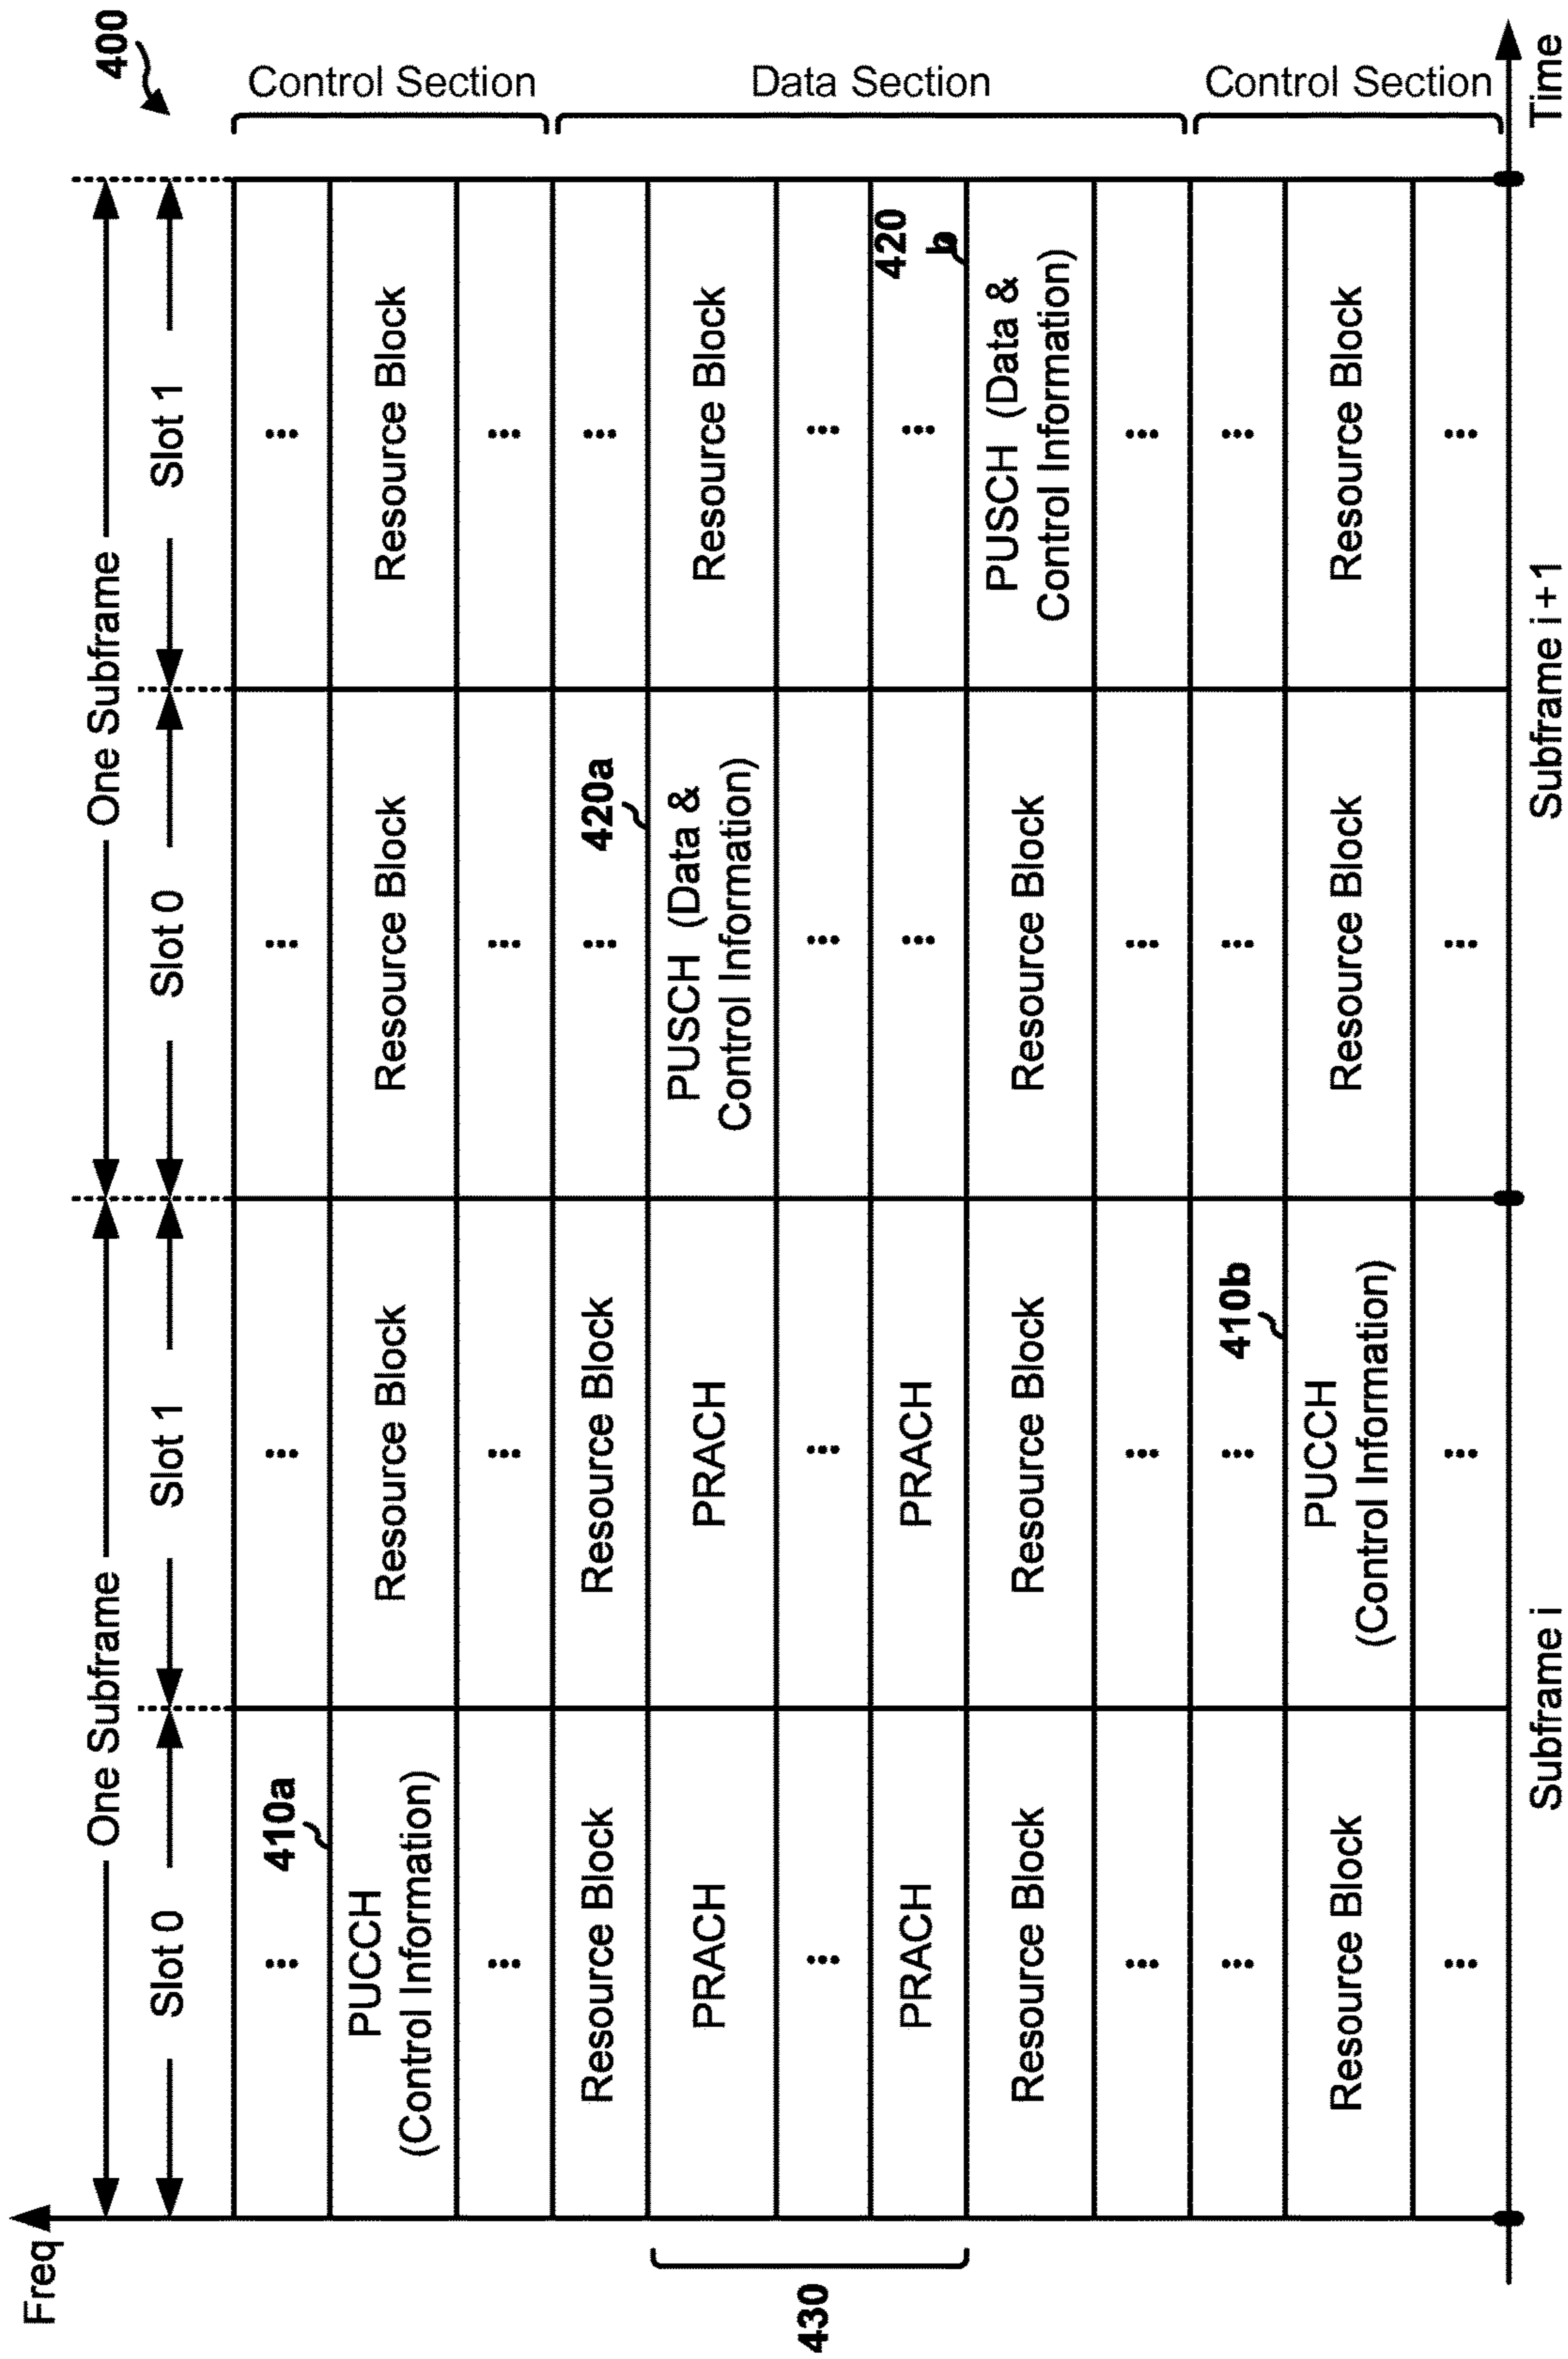 400
Freq
One Subframe
One Subframe
Slot 0
Slot 1
Slot 0
Slot 1
Control Section
410a
...
...
...
...
PUCCH
(Control Information)
Resource Block
Resource Block
Resource Block
...
...
...
...
Data Section
Resource Block
Resource Block
420a
...
...
430
PRACH
PRACH
PUSCH (Data &
Control Information)
Resource Block
...
...
...
...
PRACH
PRACH
...
...
420
b
Resource Block
Resource Block
Resource Block
PUSCH (Data &
Control Information)
...
...
...
...
Control Section
...
...
410b
...
...
Resource Block
PUCCH
(Control Information)
Resource Block
Resource Block
...
...
...
...
Subframe i
Subframe i + 1
Time